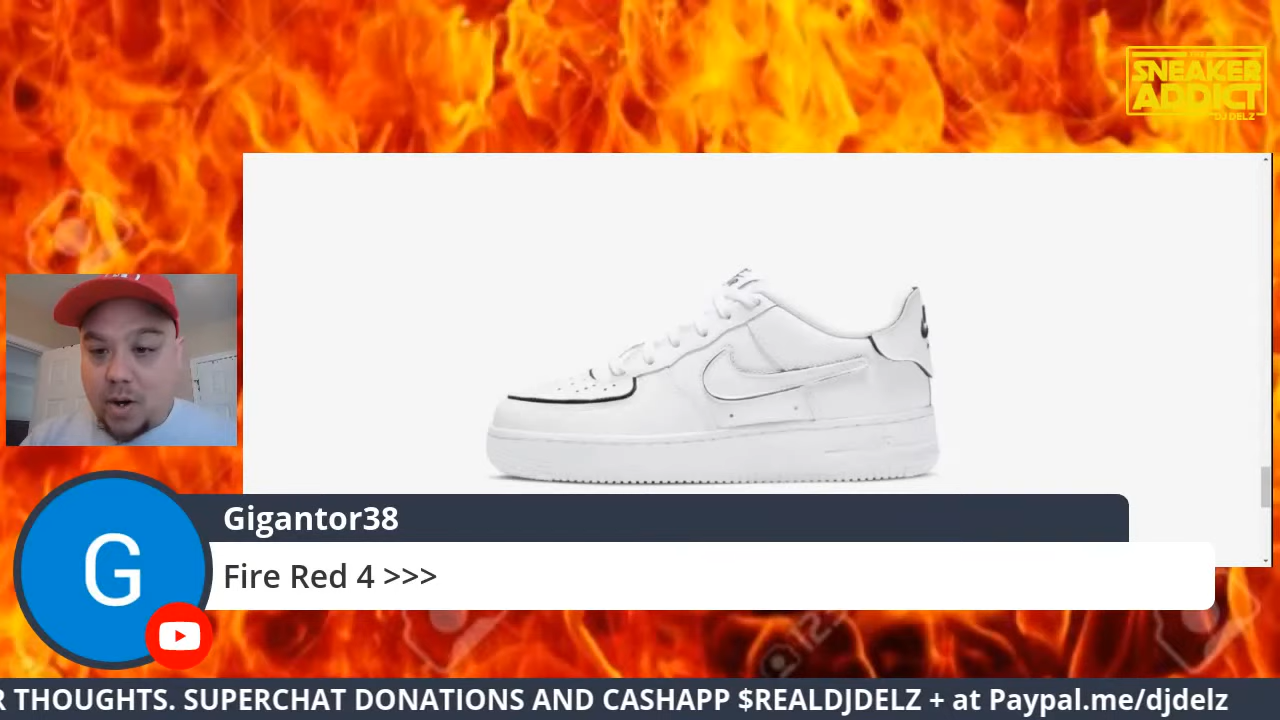 SNEAKER
ADDICT
DJ DELZ
Gigantor38
G
Fire Red 4 >>>
R THOUGHTS. SUPERCHAT DONATIONS AND CASHAPP $REALDJDELZ + at Paypal.me/djdelz